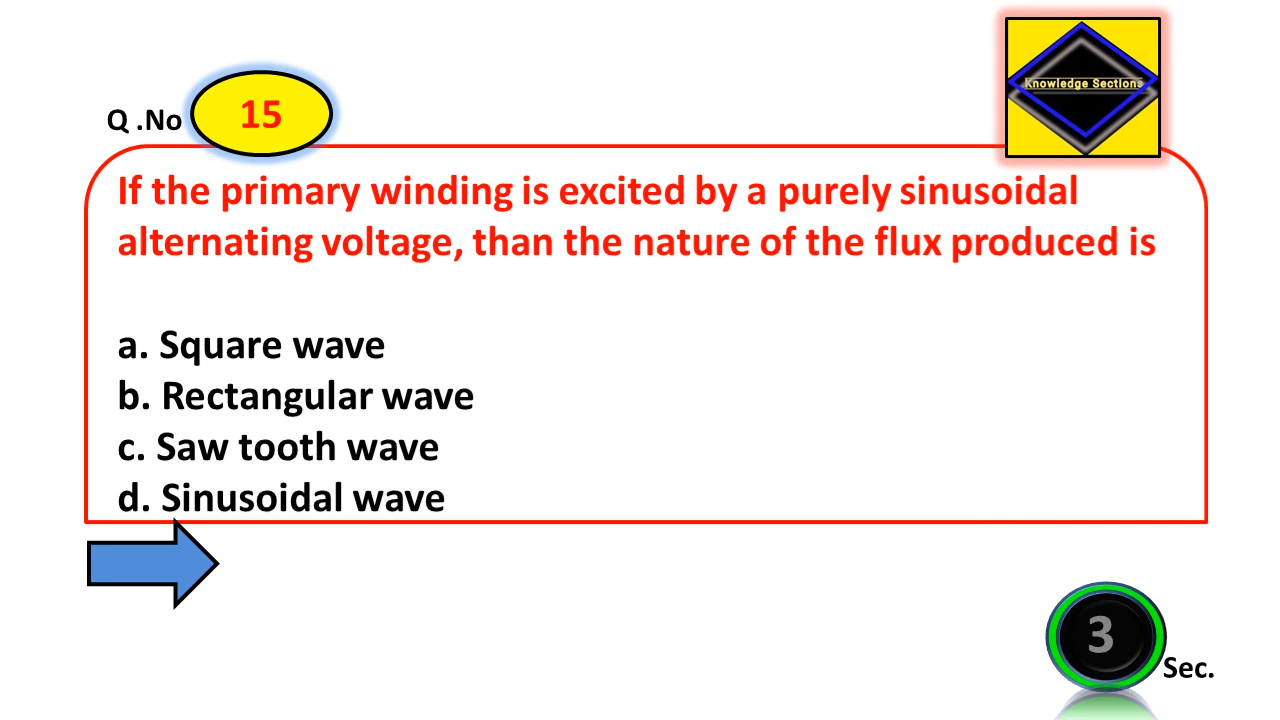 Q .No 15
Knowledge Sections
If the primary winding is excited by a purely sinusoidal
alternating voltage, than the nature of the flux produced is
a. Square wave
b. Rectangular wave
c. Saw tooth wave
d. Sinusoidal wave
3 Sec.